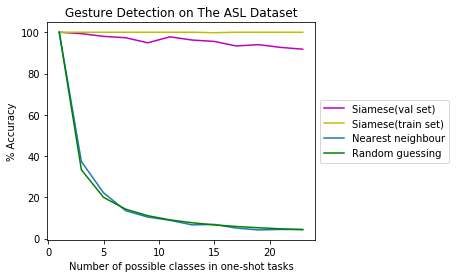 Gesture Detection on The ASL Dataset
% Accuracy
100
80
60
40
20
0
0
5
10
15
20
Number of possible classes in one-shot tasks
Siamese(val set)
Siamese(train set)
Nearest neighbour
Random guessing